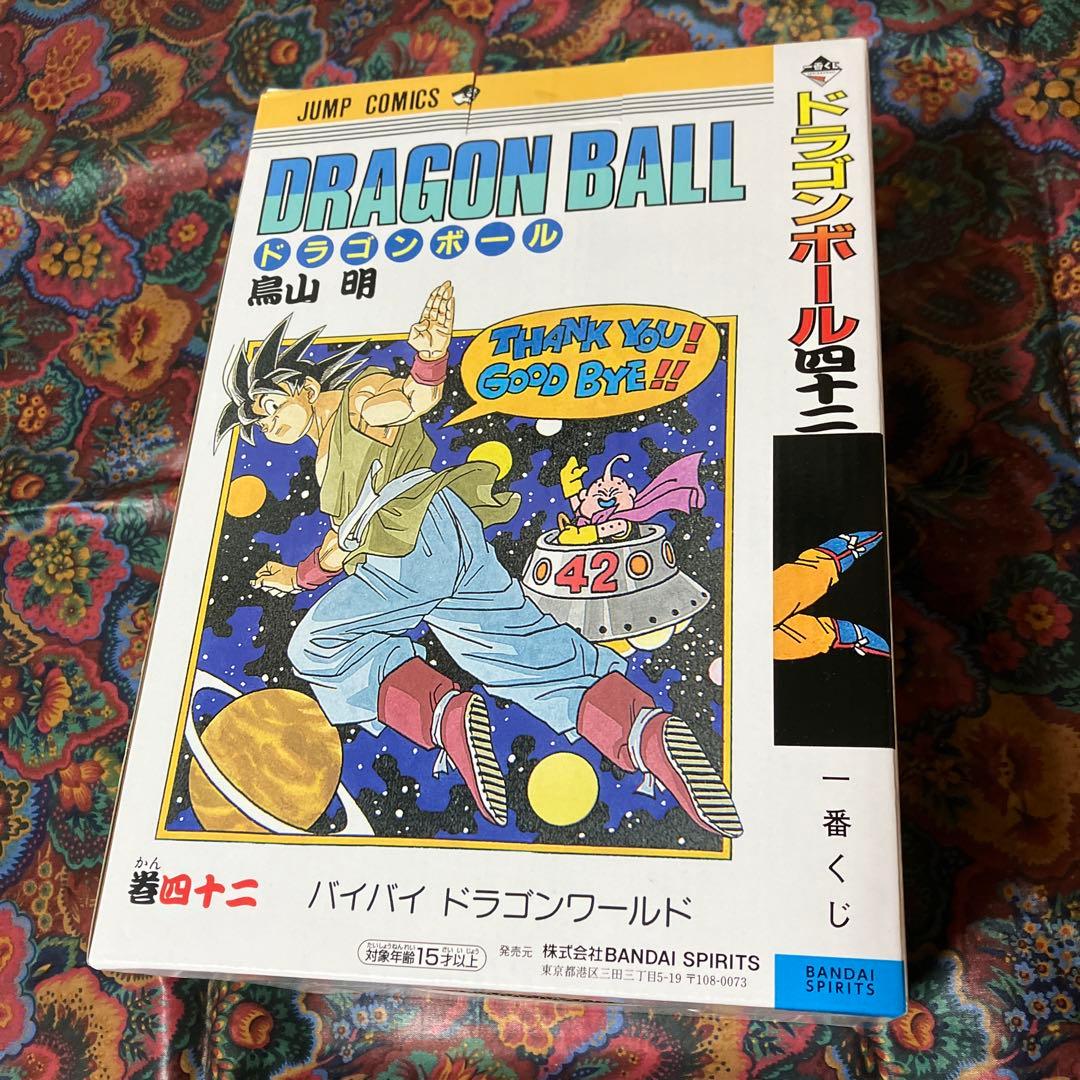 JUMP COMICS
DRAGON BALL
ドラゴンボール
鳥山 明
THANK YOU!
GOOD BYE!!
42
かん
巻四十二
バイバイ ドラゴンワールド
たいしょうねんれい さい いじょう
対象年齢15才以上
発売元 株式会社BANDAI SPIRITS
東京都港区三田三丁目5-19 〒108-0073
一番くじ
ドラゴンボール四十二
一番くじ
BANDAI
SPIRITS